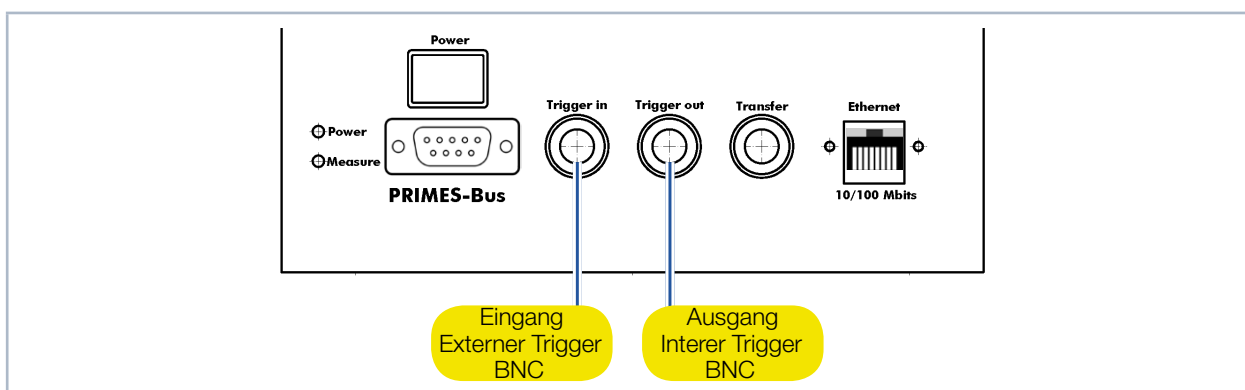 Power
Trigger in
Trigger out
Transfer
Ethernet
Power
Measure
PRIMES-Bus
10/100 Mbits
Eingang
Externer Trigger
BNC
Ausgang
Interer Trigger
BNC